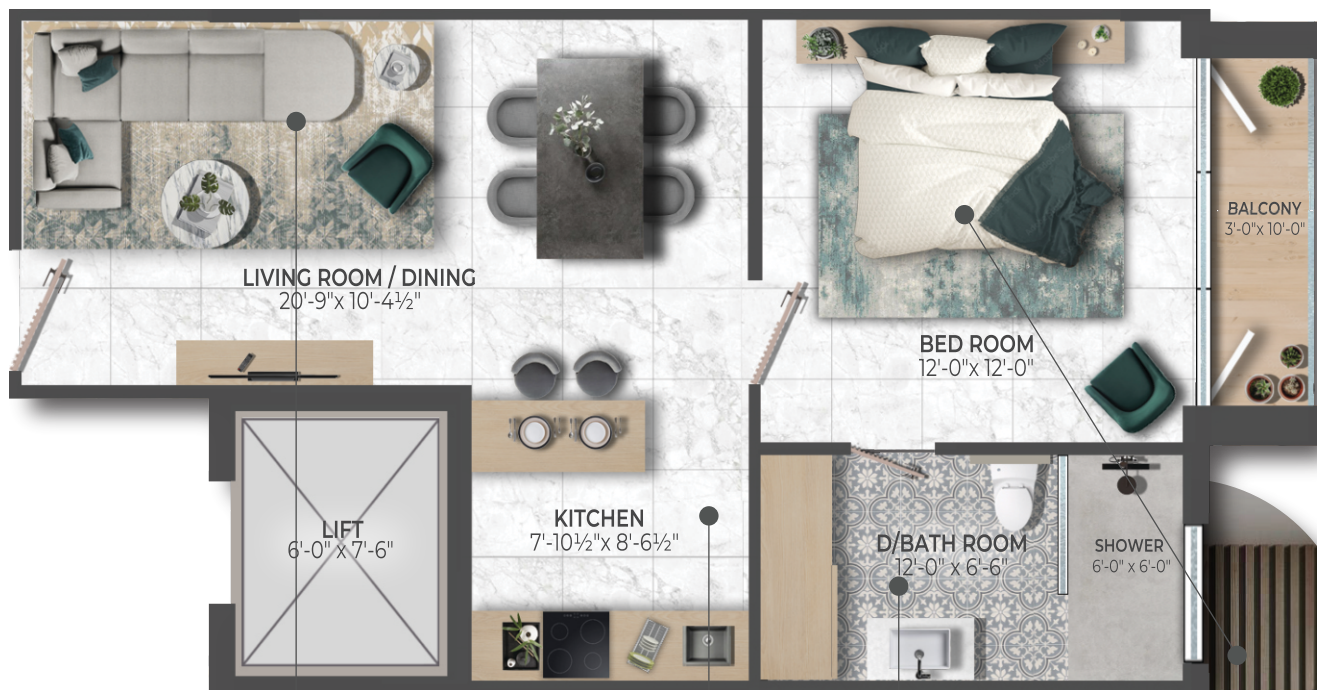 BALCONY
3'-0"x 10'-0"
LIVING ROOM / DINING
20'-9"x 10'-4½"
BED ROOM
12'-0"x 12'-0"
LIFT
6'-0" x 7'-6"
KITCHEN
7'-10½"x 8'-6½"
D/BATH ROOM
12'-0" x 6'-6"
SHOWER
6'-0" x 6'-0"